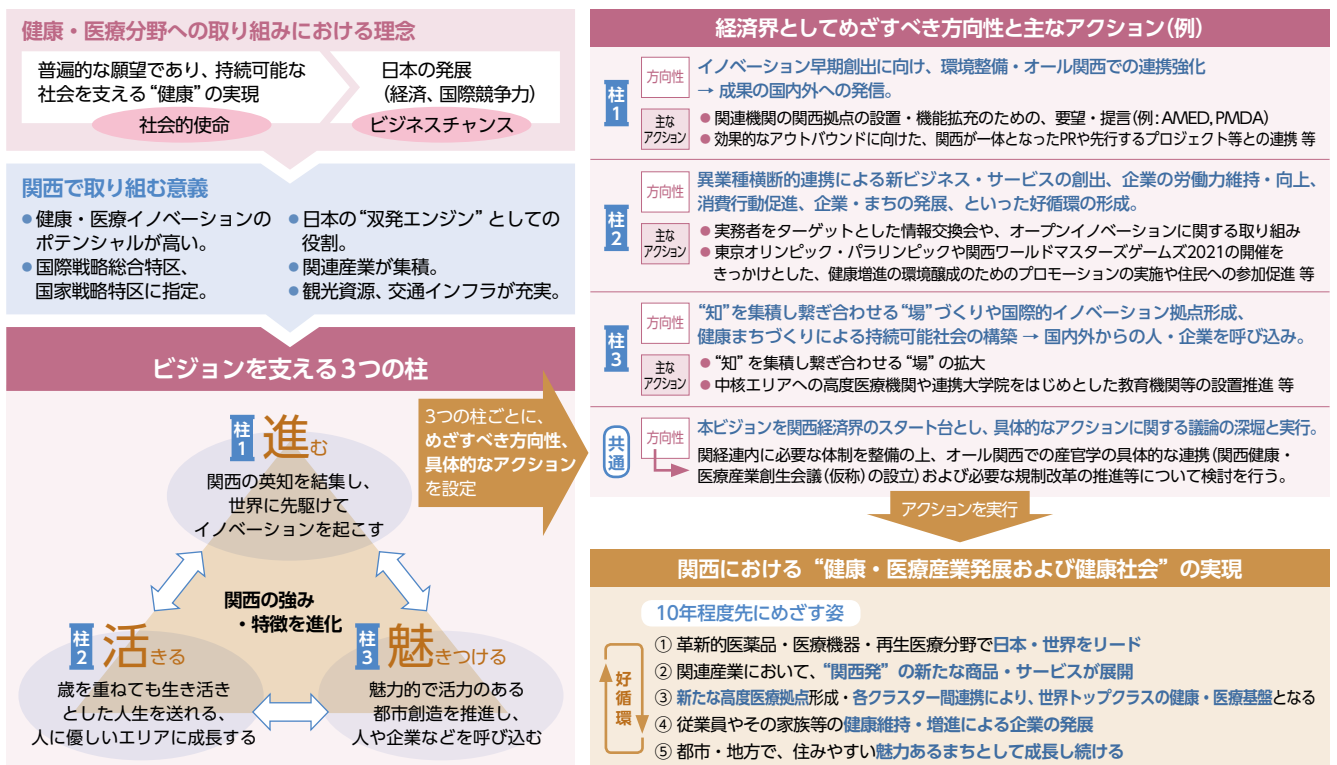 健康・医療分野への取り組みにおける理念
普遍的な願望であり、持続可能な
社会を支える“健康”の実現
社会的使命
日本の発展
(経済、国際競争力)
ビジネスチャンス
関西で取り組む意義
●健康・医療イノベーションの
ポテンシャルが高い。
●国際戦略総合特区、
国家戦略特区に指定。
●日本の“双発エンジン”としての
役割。
●関連産業が集積。
●観光資源、交通インフラが充実。
ビジョンを支える3つの柱
柱1 進む
関西の英知を結集し、
世界に先駆けて
イノベーションを起こす
関西の強み
・特徴を進化
柱2 活きる
歳を重ねても生き活き
とした人生を送れる、
人に優しいエリアに成長する
柱3 魅きつける
魅力的で活力のある
都市創造を推進し、
人や企業などを呼び込む
3つの柱ごとに、
めざすべき方向性、
具体的なアクション
を設定
経済界としてめざすべき方向性と主なアクション(例)
柱1
方向性
イノベーション早期創出に向け、環境整備・オール関西での連携強化
→ 成果の国内外への発信。
主な
アクション
●関連機関の関西拠点の設置・機能拡充のための、要望・提言(例:AMED, PMDA)
●効果的なアウトバウンドに向けた、関西が一体となったPRや先行するプロジェクト等との連携 等
柱2
方向性
異業種横断的連携による新ビジネス・サービスの創出、企業の労働力維持・向上、
消費行動促進、企業・まちの発展、といった好循環の形成。
主な
アクション
●実務者をターゲットとした情報交換会や、オープンイノベーションに関する取り組み
●東京オリンピック・パラリンピックや関西ワールドマスターズゲームズ2021の開催を
きっかけとした、健康増進の環境醸成のためのプロモーションの実施や住民への参加促進 等
柱3
方向性
“知”を集積し繋ぎ合わせる“場”づくりや国際的イノベーション拠点形成、
健康まちづくりによる持続可能社会の構築 → 国内外からの人・企業を呼び込み。
主な
アクション
●“知”を集積し繋ぎ合わせる“場”の拡大
●中核エリアへの高度医療機関や連携大学院をはじめとした教育機関等の設置推進 等
共通
方向性
本ビジョンを関西経済界のスタート台とし、具体的なアクションに関する議論の深堀と実行。
関経連内に必要な体制を整備の上、オール関西での産官学の具体的な連携(関西健康・
医療産業創生会議(仮称)の設立)および必要な規制改革の推進等について検討を行う。
アクションを実行
関西における“健康・医療産業発展および健康社会”の実現
10年程度先にめざす姿
好循環
①革新的医薬品・医療機器・再生医療分野で日本・世界をリード
②関連産業において、“関西発”の新たな商品・サービスが展開
③新たな高度医療拠点形成・各クラスター間連携により、世界トップクラスの健康・医療基盤となる
④従業員やその家族等の健康維持・増進による企業の発展
⑤都市・地方で、住みやすい魅力あるまちとして成長し続ける